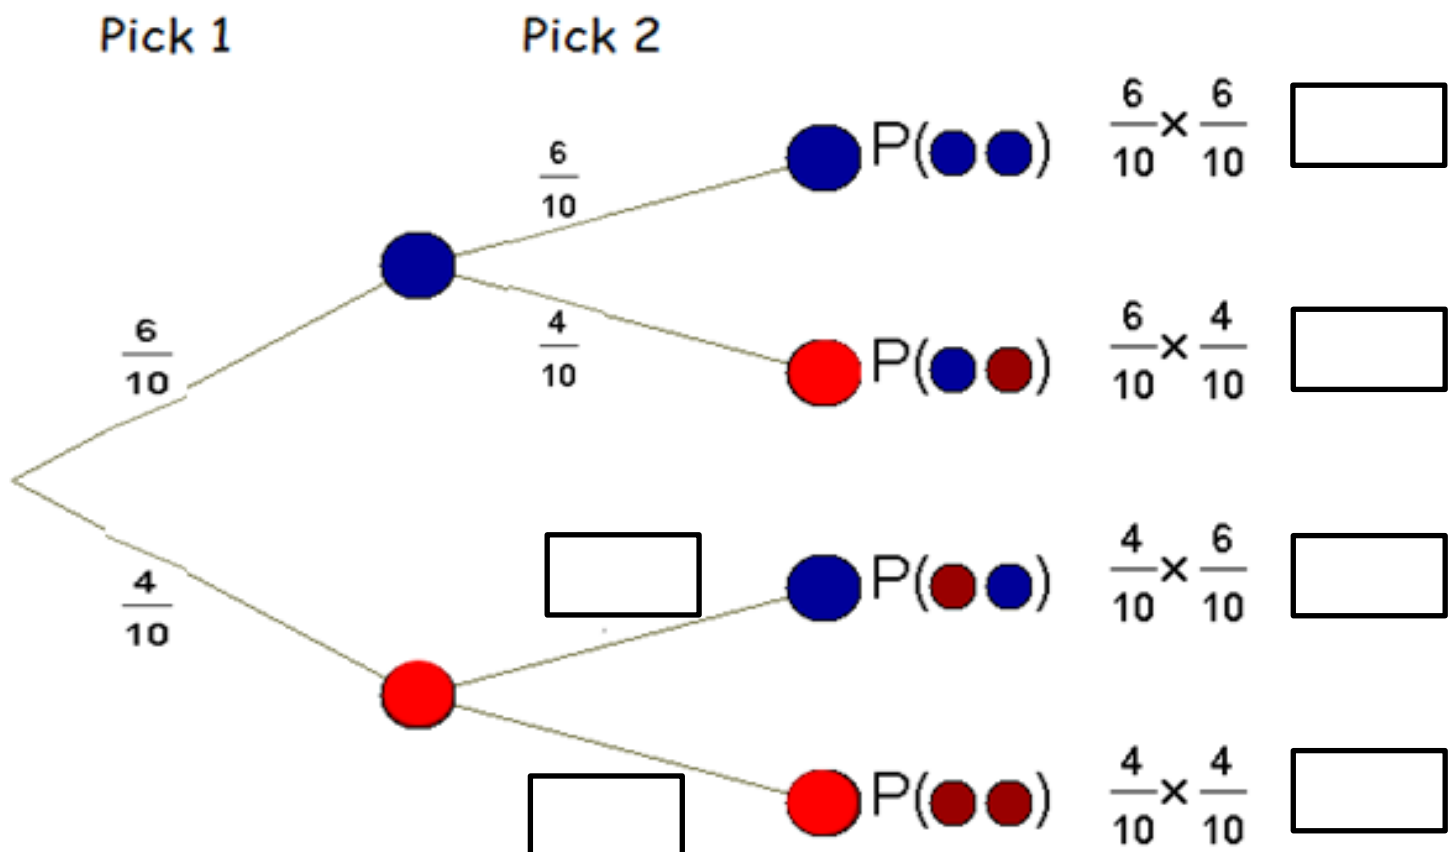 Pick 1 Pick 2
6/10
4/10
6/10
4/10
P( ) 6/10 × 6/10
P( ) 6/10 × 4/10
P( ) 4/10 × 6/10
P( ) 4/10 × 4/10